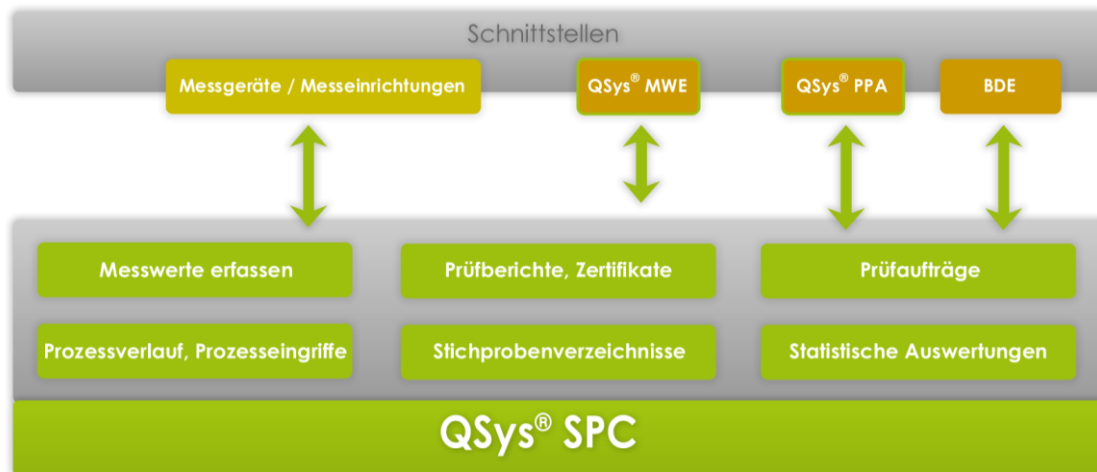 Schnittstellen
Messgeräte / Messeinrichtungen
QSys® MWE
QSys® PPA
BDE
Messwerte erfassen
Prüfberichte, Zertifikate
Prüfaufträge
Prozessverlauf, Prozesseingriffe
Stichprobenverzeichnisse
Statistische Auswertungen
QSys® SPC